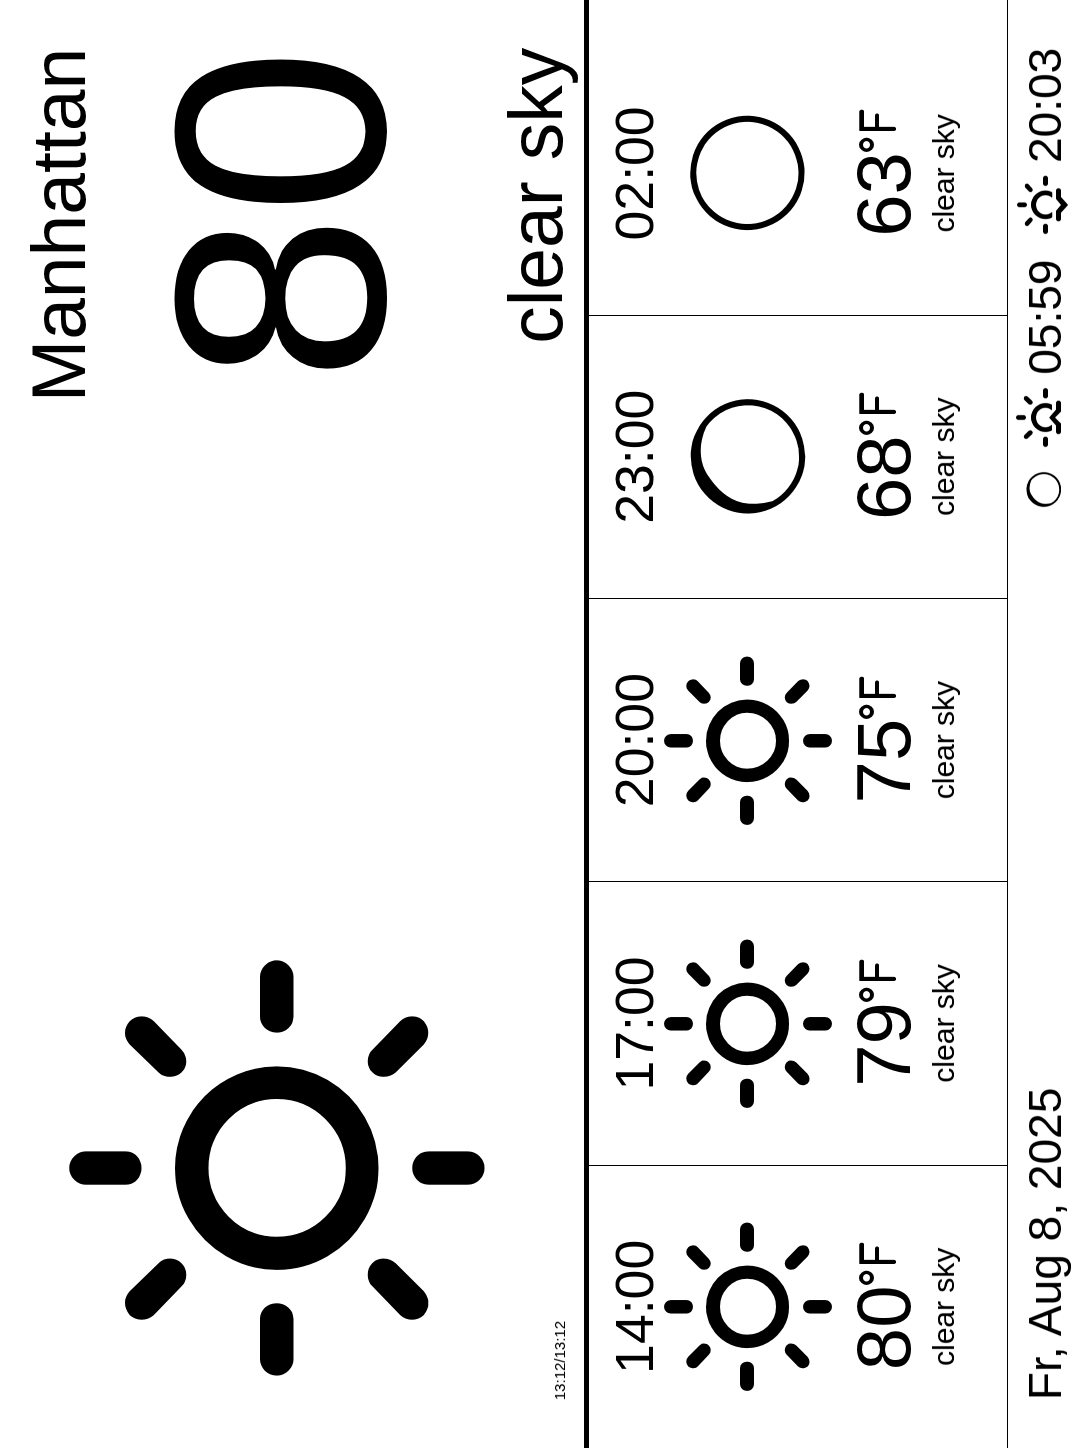 Manhattan
80
clear sky
13:12/13:12
14:00 17:00 20:00 23:00 02:00
80°F 79°F 75°F 68°F 63°F
clear sky clear sky clear sky clear sky clear sky
Fr, Aug 8, 2025 05:59 20:03